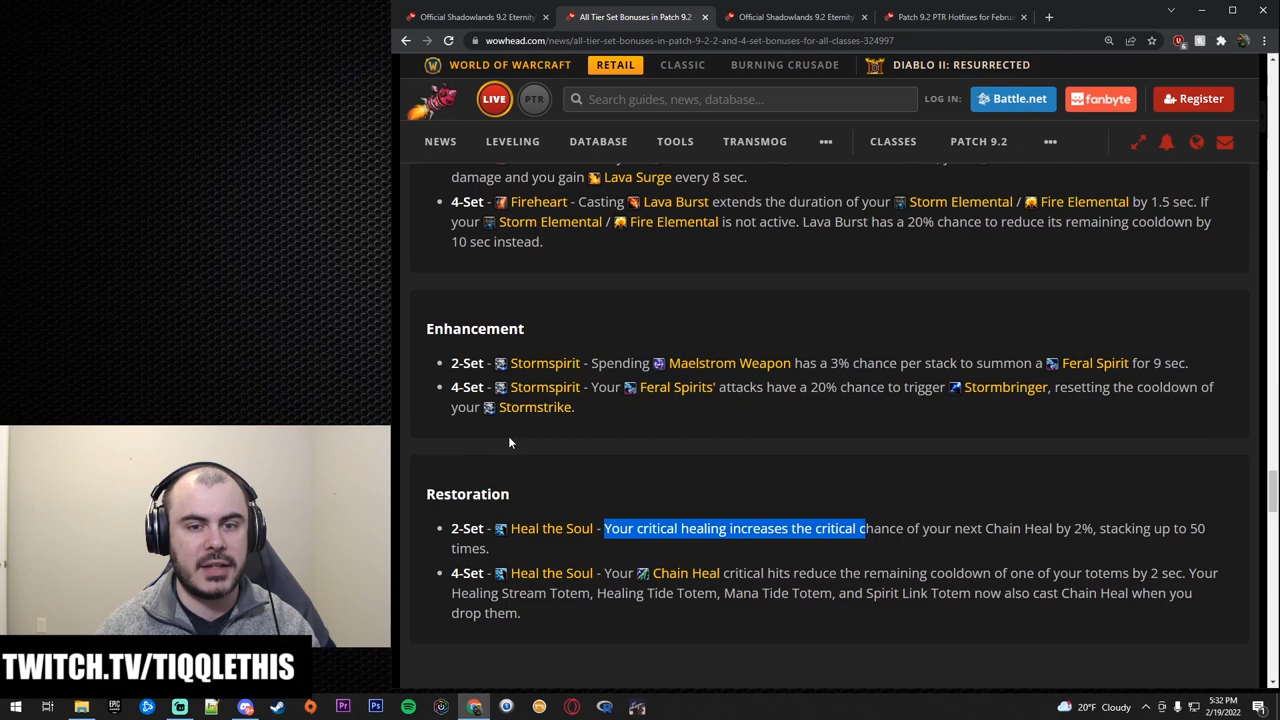 Official Shadowlands 9.2 Eternity
All Tier Set Bonuses in Patch 9.2
Official Shadowlands 9.2 Eternity
Patch 9.2 PTR Hotfixes for Februa
wowhead.com/news/all-tier-set-bonuses-in-patch-9-2-2-and-4-set-bonuses-for-all-classes-324997
WORLD OF WARCRAFT RETAIL CLASSIC BURNING CRUSADE DIABLO II: RESURRECTED
LIVE PTR Search guides, news, database... LOG IN: Battle.net fanbyte Register
NEWS LEVELING DATABASE TOOLS TRANSMOG ••• CLASSES PATCH 9.2 •••
damage and you gain Lava Surge every 8 sec.
• 4-Set - Fireheart - Casting Lava Burst extends the duration of your Storm Elemental / Fire Elemental by 1.5 sec. If
your Storm Elemental / Fire Elemental is not active. Lava Burst has a 20% chance to reduce its remaining cooldown by
10 sec instead.
Enhancement
• 2-Set - Stormspirit - Spending Maelstrom Weapon has a 3% chance per stack to summon a Feral Spirit for 9 sec.
• 4-Set - Stormspirit - Your Feral Spirits' attacks have a 20% chance to trigger Stormbringer, resetting the cooldown of
your Stormstrike.
Restoration
• 2-Set - Heal the Soul - Your critical healing increases the critical chance of your next Chain Heal by 2%, stacking up to 50
times.
• 4-Set - Heal the Soul - Your Chain Heal critical hits reduce the remaining cooldown of one of your totems by 2 sec. Your
Healing Stream Totem, Healing Tide Totem, Mana Tide Totem, and Spirit Link Totem now also cast Chain Heal when you
drop them.
TWITCH.TV/TIQQLETHIS
20°F Cloudy
5:32 PM
2/19/2022